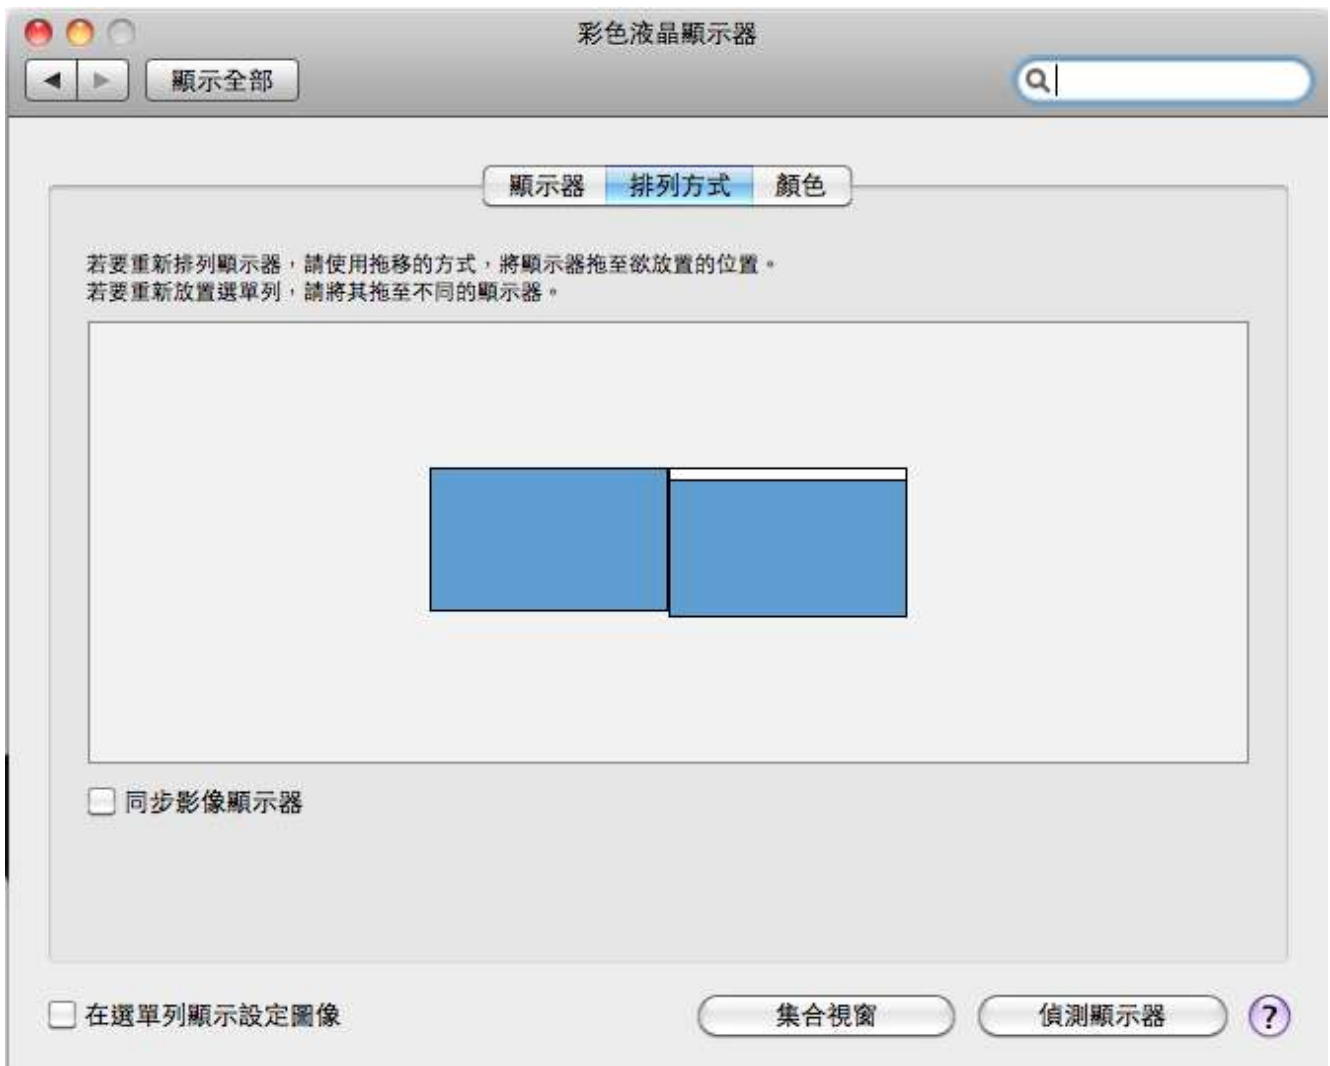 彩色液晶顯示器
顯示全部
顯示器 排列方式 顏色
若要重新排列顯示器，請使用拖移的方式，將顯示器拖至欲放置的位置。
若要重新放置選單列，請將其拖至不同的顯示器。
同步影像顯示器
在選單列顯示設定圖像 集合視窗 偵測顯示器 ?